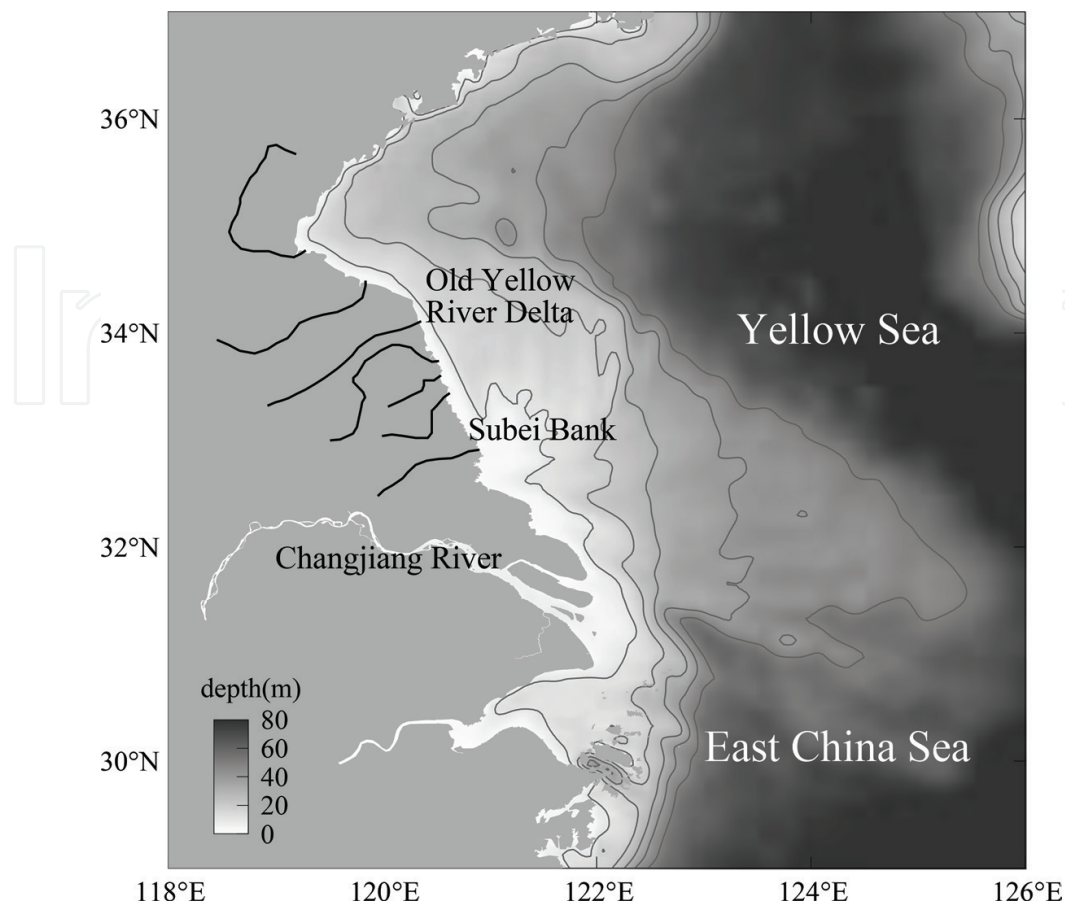 36°N
Old Yellow
River Delta
34°N
Yellow Sea
Subei Bank
32°N
Changjiang River
depth(m)
80
60
40
20
0
30°N
East China Sea
118°E 120°E 122°E 124°E 126°E